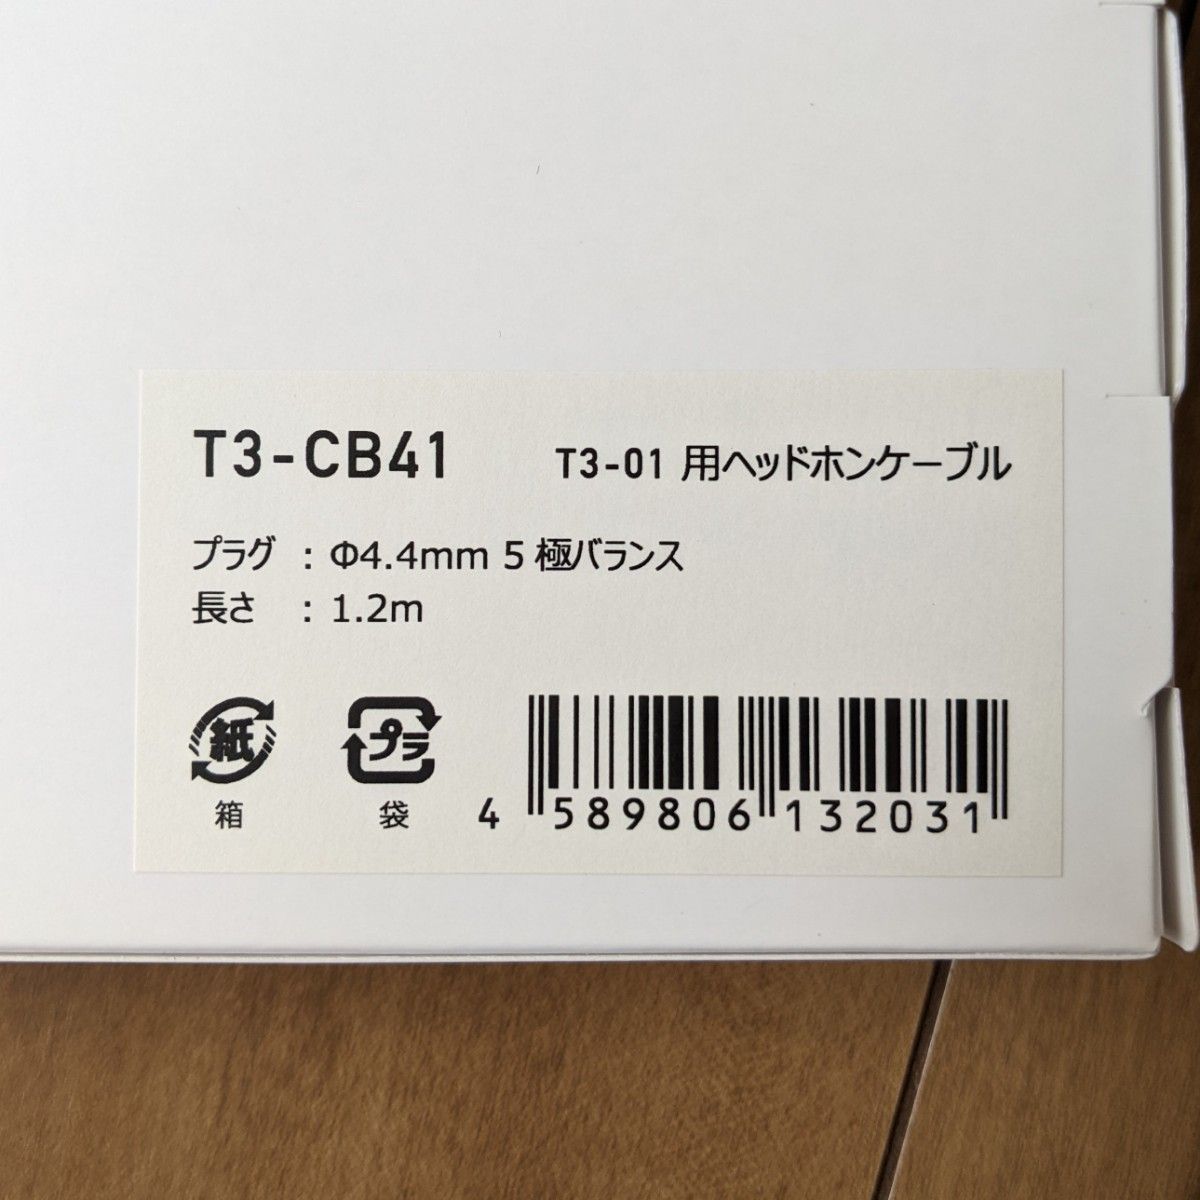 T3-CB41 T3-01 用ヘッドホンケーブル
プラグ : Φ4.4mm 5 極バランス
長さ : 1.2m
紙 プラ
箱 袋
4 589806 132031